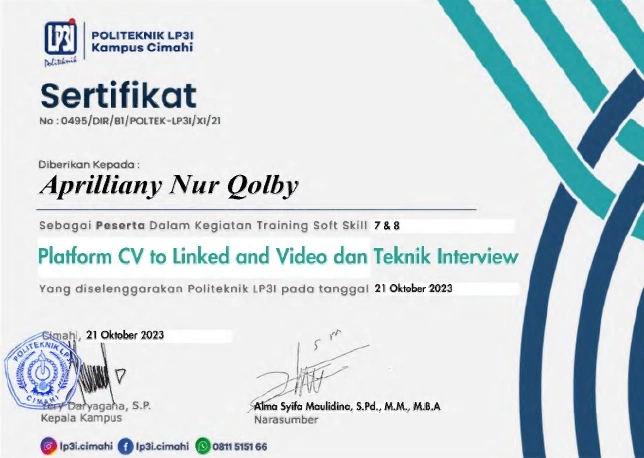 LP3I
Politeknik
POLITEKNIK LP3I
Kampus Cimahi
Sertifikat
No : 0495/DIR/B1/POLTEK-LP3I/XI/21
Diberikan Kepada :
Aprilliany Nur Qolby
Sebagai Peserta Dalam Kegiatan Training Soft Skill 7 & 8
Platform CV to Linked and Video dan Teknik Interview
Yang diselenggarakan Politeknik LP3I pada tanggal 21 Oktober 2023
Cimahi, 21 Oktober 2023
POLITEKNIK LP3I
CIMAHI
Daryagana, S.P.
Kepala Kampus
Alma Syifa Maulidina, S.Pd., M.M., M.B.A
Narasumber
lp3i.cimahi lp3i.cimahi 0811 5151 66